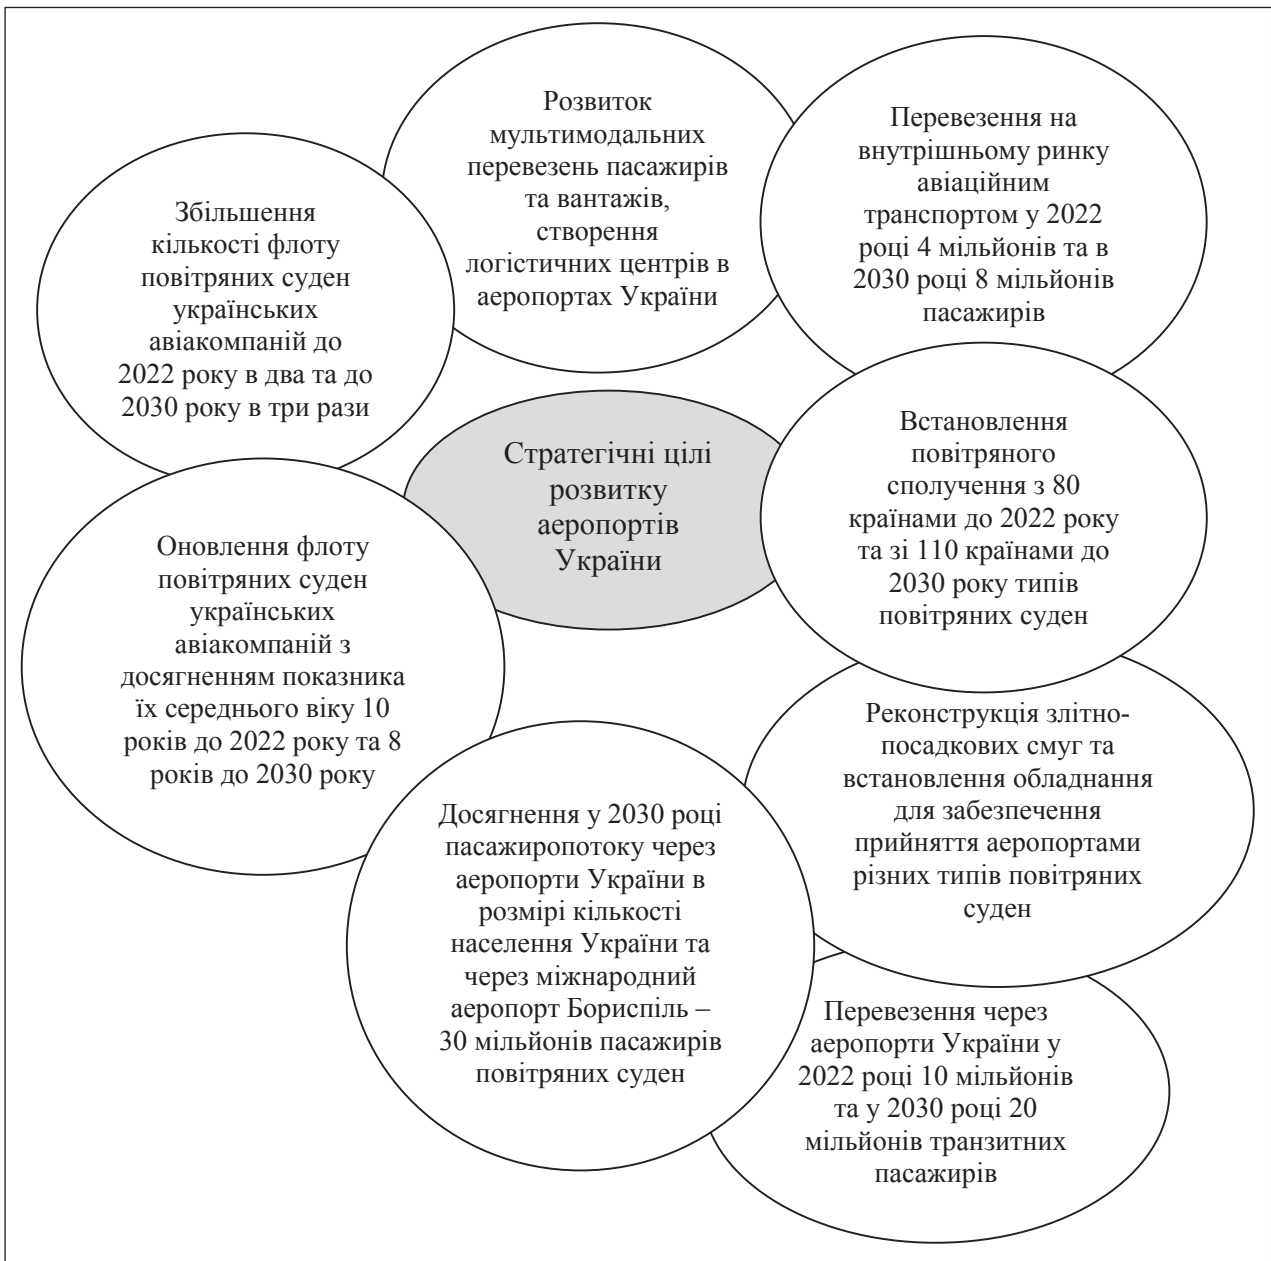 Розвиток
мультимодальних
перевезень пасажирів
та вантажів,
створення
логістичних центрів в
аеропортах України
Перевезення на
внутрішньому ринку
авіаційним
транспортом у 2022
році 4 мільйонів та в
2030 році 8 мільйонів
пасажирів
Збільшення
кількості флоту
повітряних суден
українських
авіакомпаній до
2022 року в два та до
2030 року в три рази
Стратегічні цілі
розвитку
аеропортів
України
Встановлення
повітряного
сполучення з 80
країнами до 2022 року
та зі 110 країнами до
2030 року типів
повітряних суден
Оновлення флоту
повітряних суден
українських
авіакомпаній з
досягненням показника
їх середнього віку 10
років до 2022 року та 8
років до 2030 року
Реконструкція злітно-
посадкових смуг та
встановлення обладнання
для забезпечення
прийняття аеропортами
різних типів повітряних
суден
Досягнення у 2030 році
пасажиропотоку через
аеропорти України в
розмірі кількості
населення України та
через міжнародний
аеропорт Бориспіль –
30 мільйонів пасажирів
повітряних суден
Перевезення через
аеропорти України у
2022 році 10 мільйонів
та у 2030 році 20
мільйонів транзитних
пасажирів